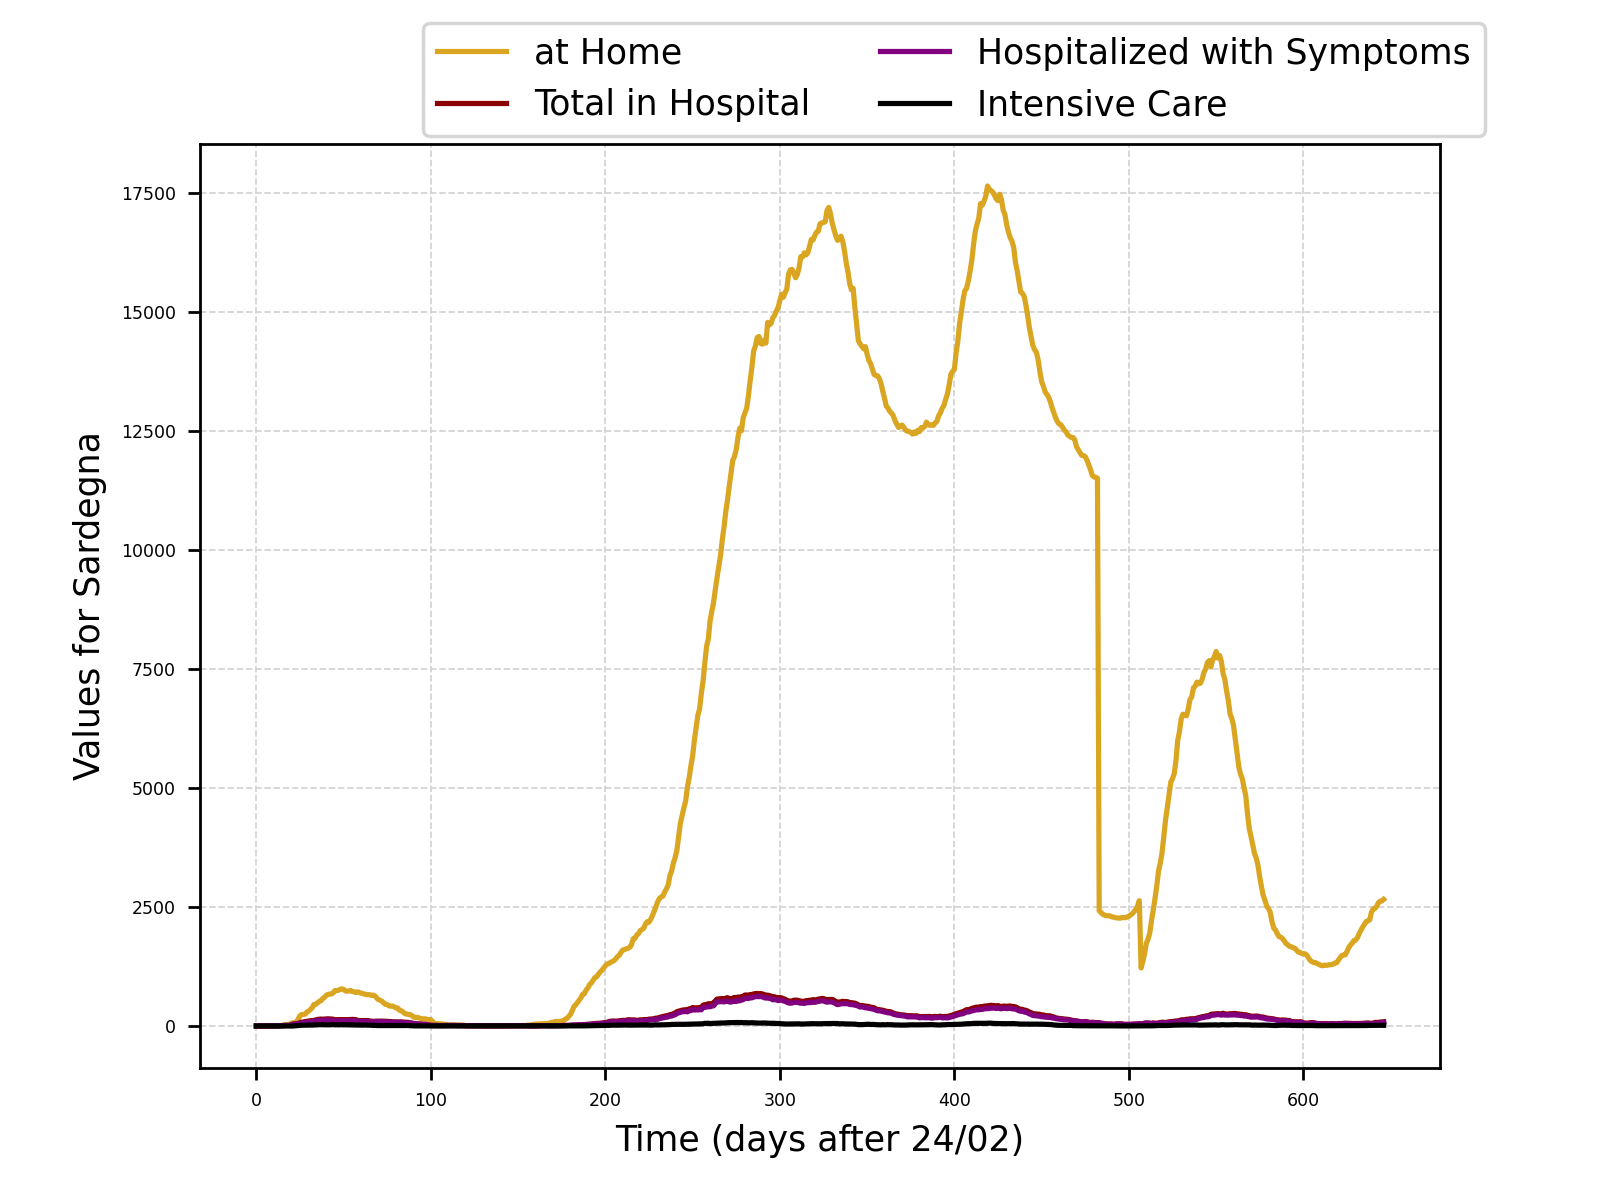 at Home
Hospitalized with Symptoms
Total in Hospital
Intensive Care
17500
15000
12500
10000
7500
5000
2500
0
Values for Sardegna
0 100 200 300 400 500 600
Time (days after 24/02)